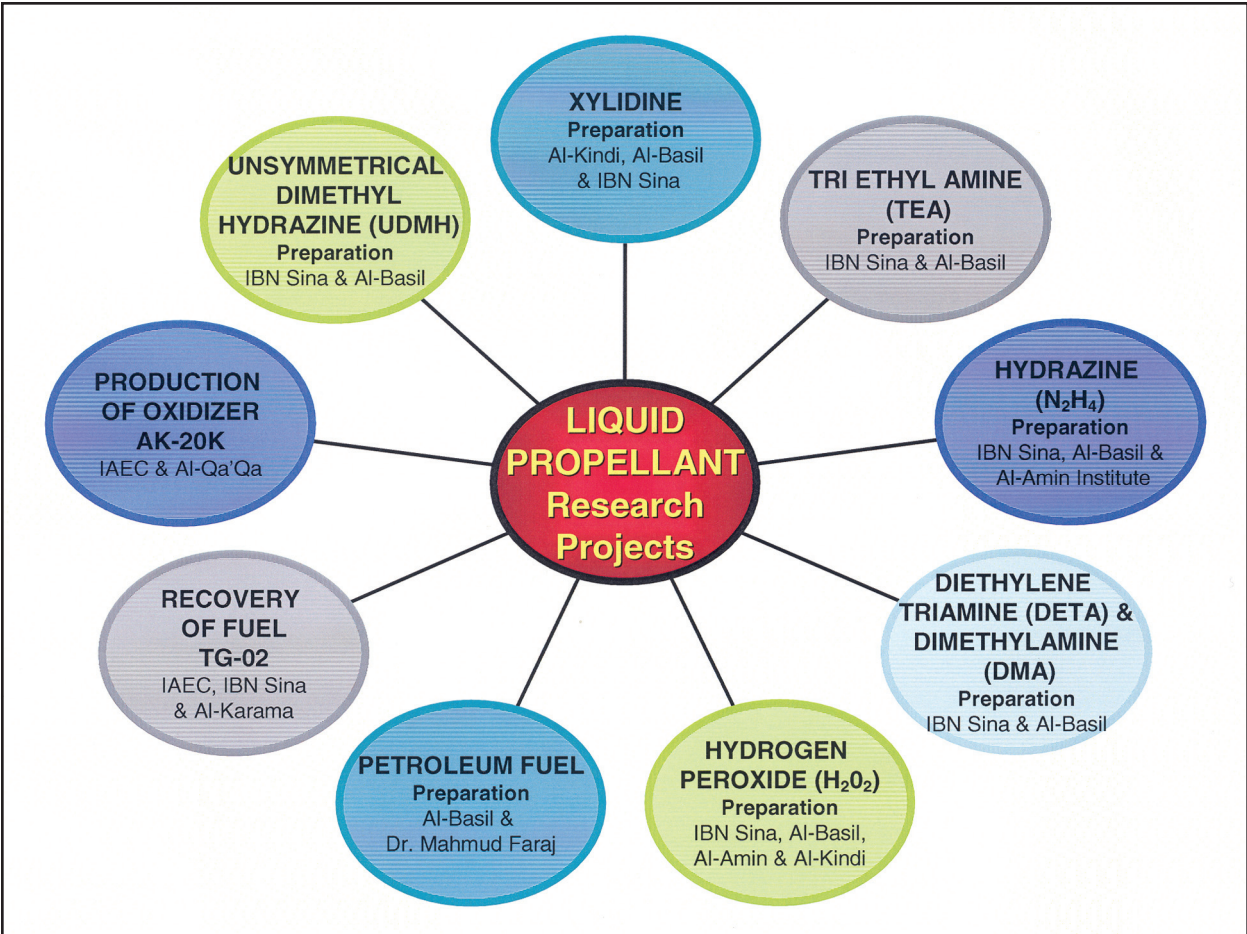 XYLIDINE
Preparation
Al-Kindi, Al-Basil
& IBN Sina
TRI ETHYL AMINE
(TEA)
Preparation
IBN Sina & Al-Basil
HYDRAZINE
(N₂H₄)
Preparation
IBN Sina, Al-Basil &
Al-Amin Institute
DIETHYLENE
TRIAMINE (DETA) &
DIMETHYLAMINE
(DMA)
Preparation
IBN Sina & Al-Basil
HYDROGEN
PEROXIDE (H₂0₂)
Preparation
IBN Sina, Al-Basil,
Al-Amin & Al-Kindi
PETROLEUM FUEL
Preparation
Al-Basil &
Dr. Mahmud Faraj
RECOVERY
OF FUEL
TG-02
IAEC, IBN Sina
& Al-Karama
PRODUCTION
OF OXIDIZER
AK-20K
IAEC & Al-Qa'Qa
UNSYMMETRICAL
DIMETHYL
HYDRAZINE (UDMH)
Preparation
IBN Sina & Al-Basil
LIQUID
PROPELLANT
Research
Projects